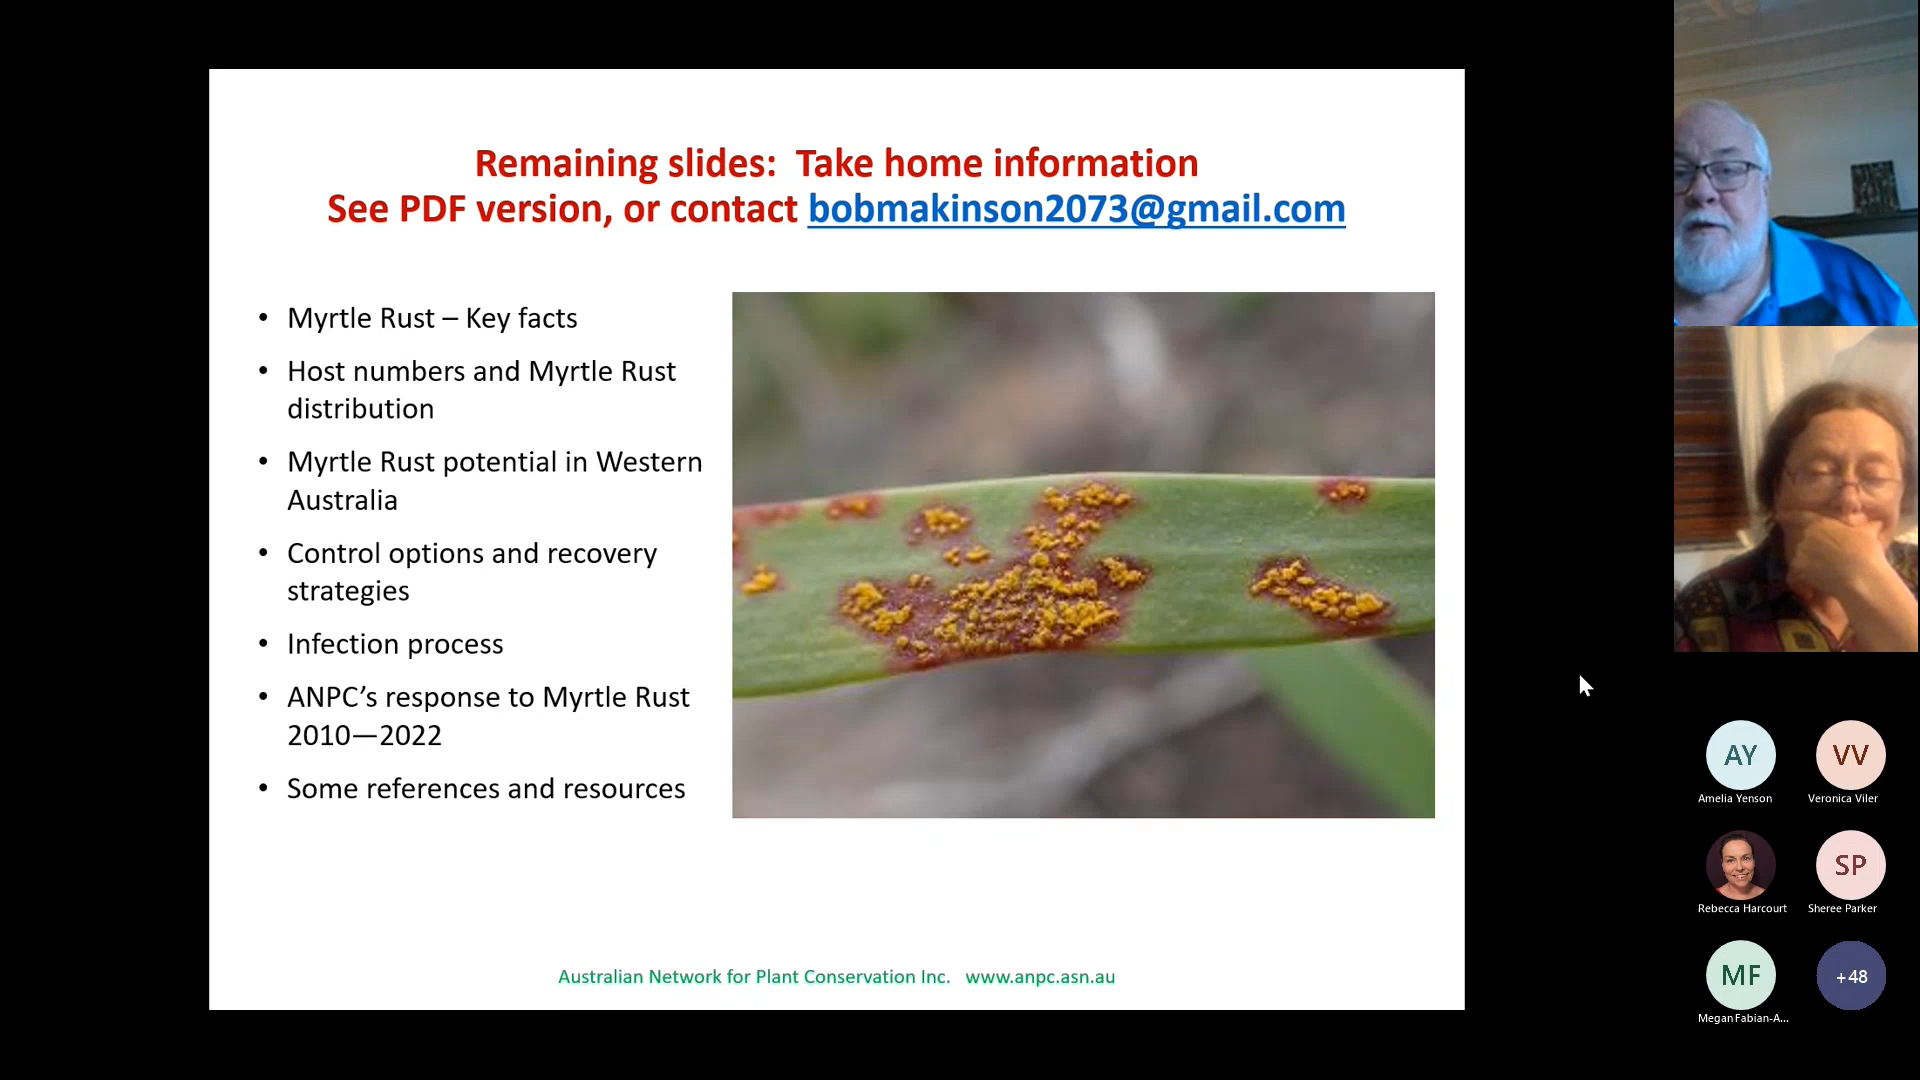 Remaining slides:  Take home information
See PDF version, or contact bobmakinson2073@gmail.com
• Myrtle Rust – Key facts
• Host numbers and Myrtle Rust
distribution
• Myrtle Rust potential in Western
Australia
• Control options and recovery
strategies
• Infection process
• ANPC’s response to Myrtle Rust
2010—2022
• Some references and resources
Australian Network for Plant Conservation Inc.   www.anpc.asn.au
AY
Amelia Yenson
VV
Veronica Viler
Rebecca Harcourt
SP
Sheree Parker
MF
Megan Fabian-A...
+48